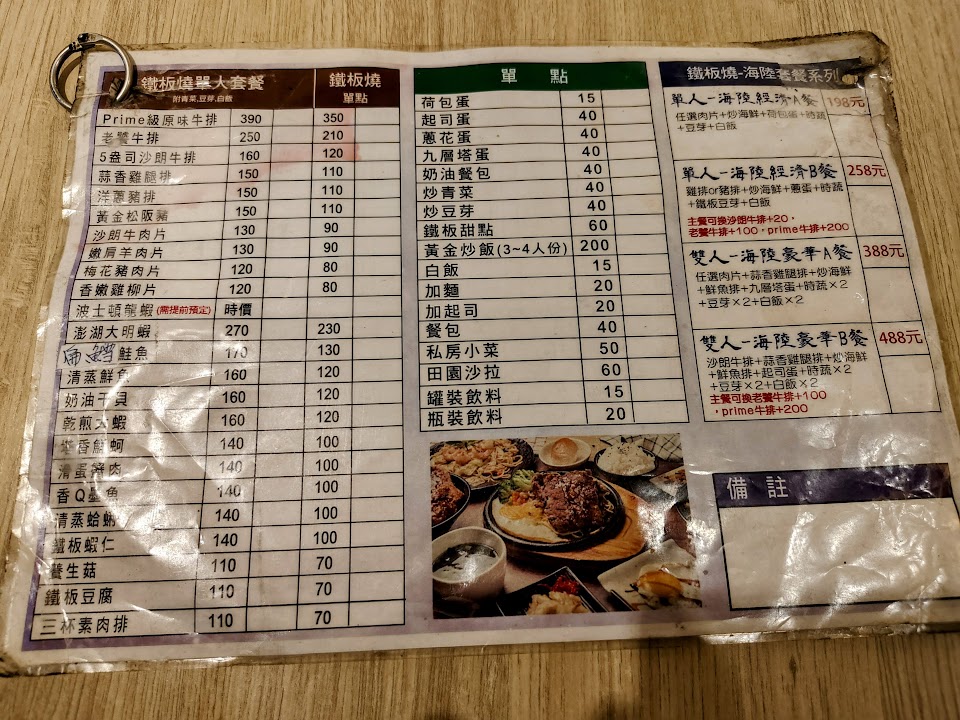 鐵板燒單人套餐 鐵板燒
附青菜,豆芽,白飯 單點
Prime級原味牛排 390 350
老饕牛排 250 210
5盎司沙朗牛排 160 120
蒜香雞腿排 150 110
洋蔥豬排 150 110
黃金松阪豬 150 110
沙朗牛肉片 130 90
嫩肩羊肉片 130 90
梅花豬肉片 120 80
香嫩雞柳片 120 80
波士頓龍蝦(需提前預定) 時價
澎湖大明蝦 270 230
鮭魚 170 130
清蒸鮮魚 160 120
奶油干貝 160 120
乾煎大蝦 160 120
塔香鮮蚵 140 100
滑蛋 肉 140 100
香Q 魚 140 100
清蒸蛤蜊 140 100
鐵板蝦仁 140 100
養生菇 110 70
鐵板豆腐 110 70
三杯素肉排 110 70
單點
荷包蛋 15
起司蛋 40
蔥花蛋 40
九層塔蛋 40
奶油餐包 40
炒青菜 40
炒豆芽 40
鐵板甜點 60
黃金炒飯(3~4人份) 200
白飯 15
加麵 20
加起司 20
餐包 40
私房小菜 50
田園沙拉 60
罐裝飲料 15
瓶裝飲料 20
鐵板燒-海陸套餐系列
單人-海陸經濟A餐 198元
任選肉片+炒海鮮+荷包蛋+時蔬
+豆芽+白飯
單人-海陸經濟B餐 258元
雞排or豬排+炒海鮮+蔥蛋+時蔬
+鐵板豆芽+白飯
主餐可換沙朗牛排+20，
老饕牛排+100，prime牛排+200
雙人-海陸豪華A餐 388元
任選肉片+蒜香雞腿排+炒海鮮
+鮮魚排+九層塔蛋+時蔬×2
+豆芽×2+白飯×2
雙人-海陸豪華B餐 488元
沙朗牛排+蒜香雞腿排+炒海鮮
+鮮魚排+起司蛋+時蔬×2
+豆芽×2+白飯×2
主餐可換老饕牛排+100
，prime牛排+200
備註